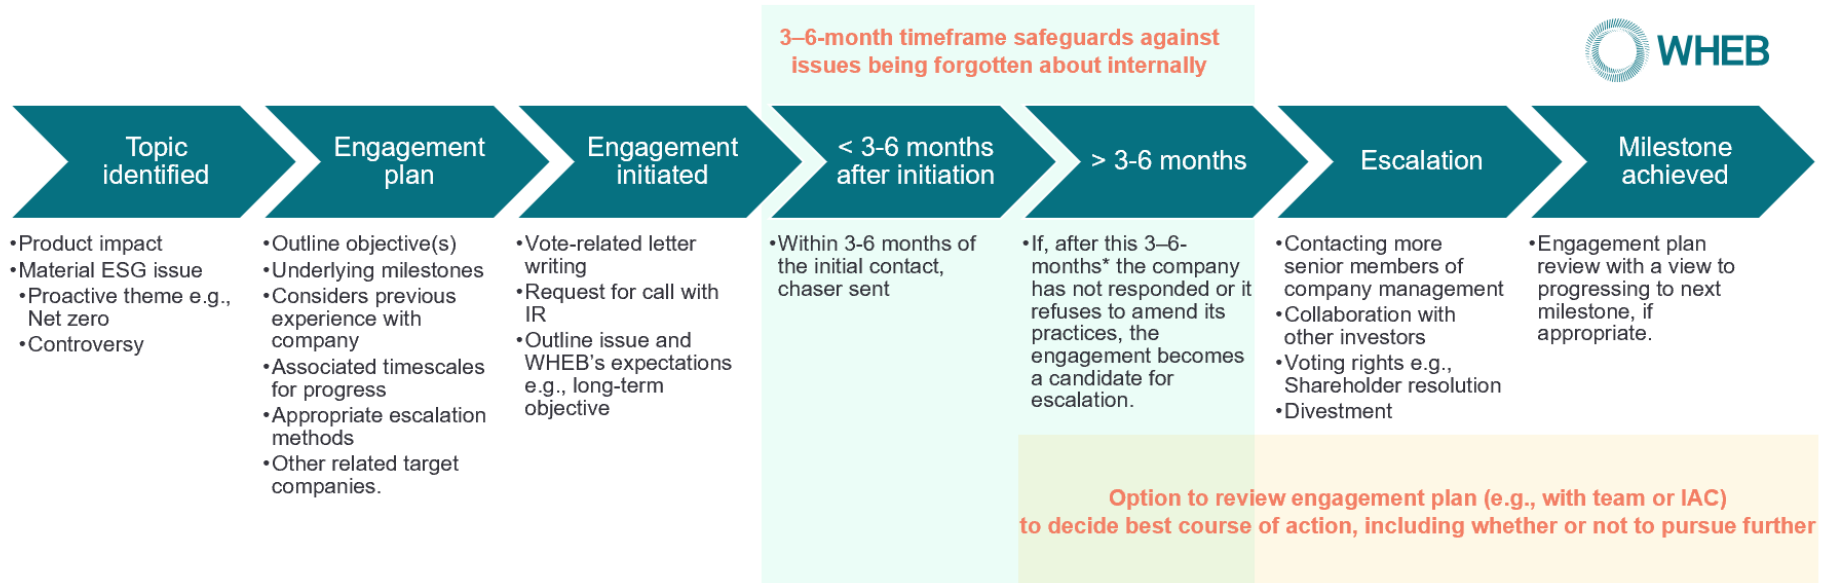 3–6-month timeframe safeguards against
issues being forgotten about internally
WHEB
Topic
identified
Engagement
plan
Engagement
initiated
< 3-6 months
after initiation
> 3-6 months
Escalation
Milestone
achieved
•Product impact
•Material ESG issue
•Proactive theme e.g.,
Net zero
•Controversy
•Outline objective(s)
•Underlying milestones
•Considers previous
experience with
company
•Associated timescales
for progress
•Appropriate escalation
methods
•Other related target
companies.
•Vote-related letter
writing
•Request for call with
IR
•Outline issue and
WHEB’s expectations
e.g., long-term
objective
•Within 3-6 months of
the initial contact,
chaser sent
•If, after this 3–6-
months* the company
has not responded or it
refuses to amend its
practices, the
engagement becomes
a candidate for
escalation.
•Contacting more
senior members of
company management
•Collaboration with
other investors
•Voting rights e.g.,
Shareholder resolution
•Divestment
•Engagement plan
review with a view to
progressing to next
milestone, if
appropriate.
Option to review engagement plan (e.g., with team or IAC)
to decide best course of action, including whether or not to pursue further